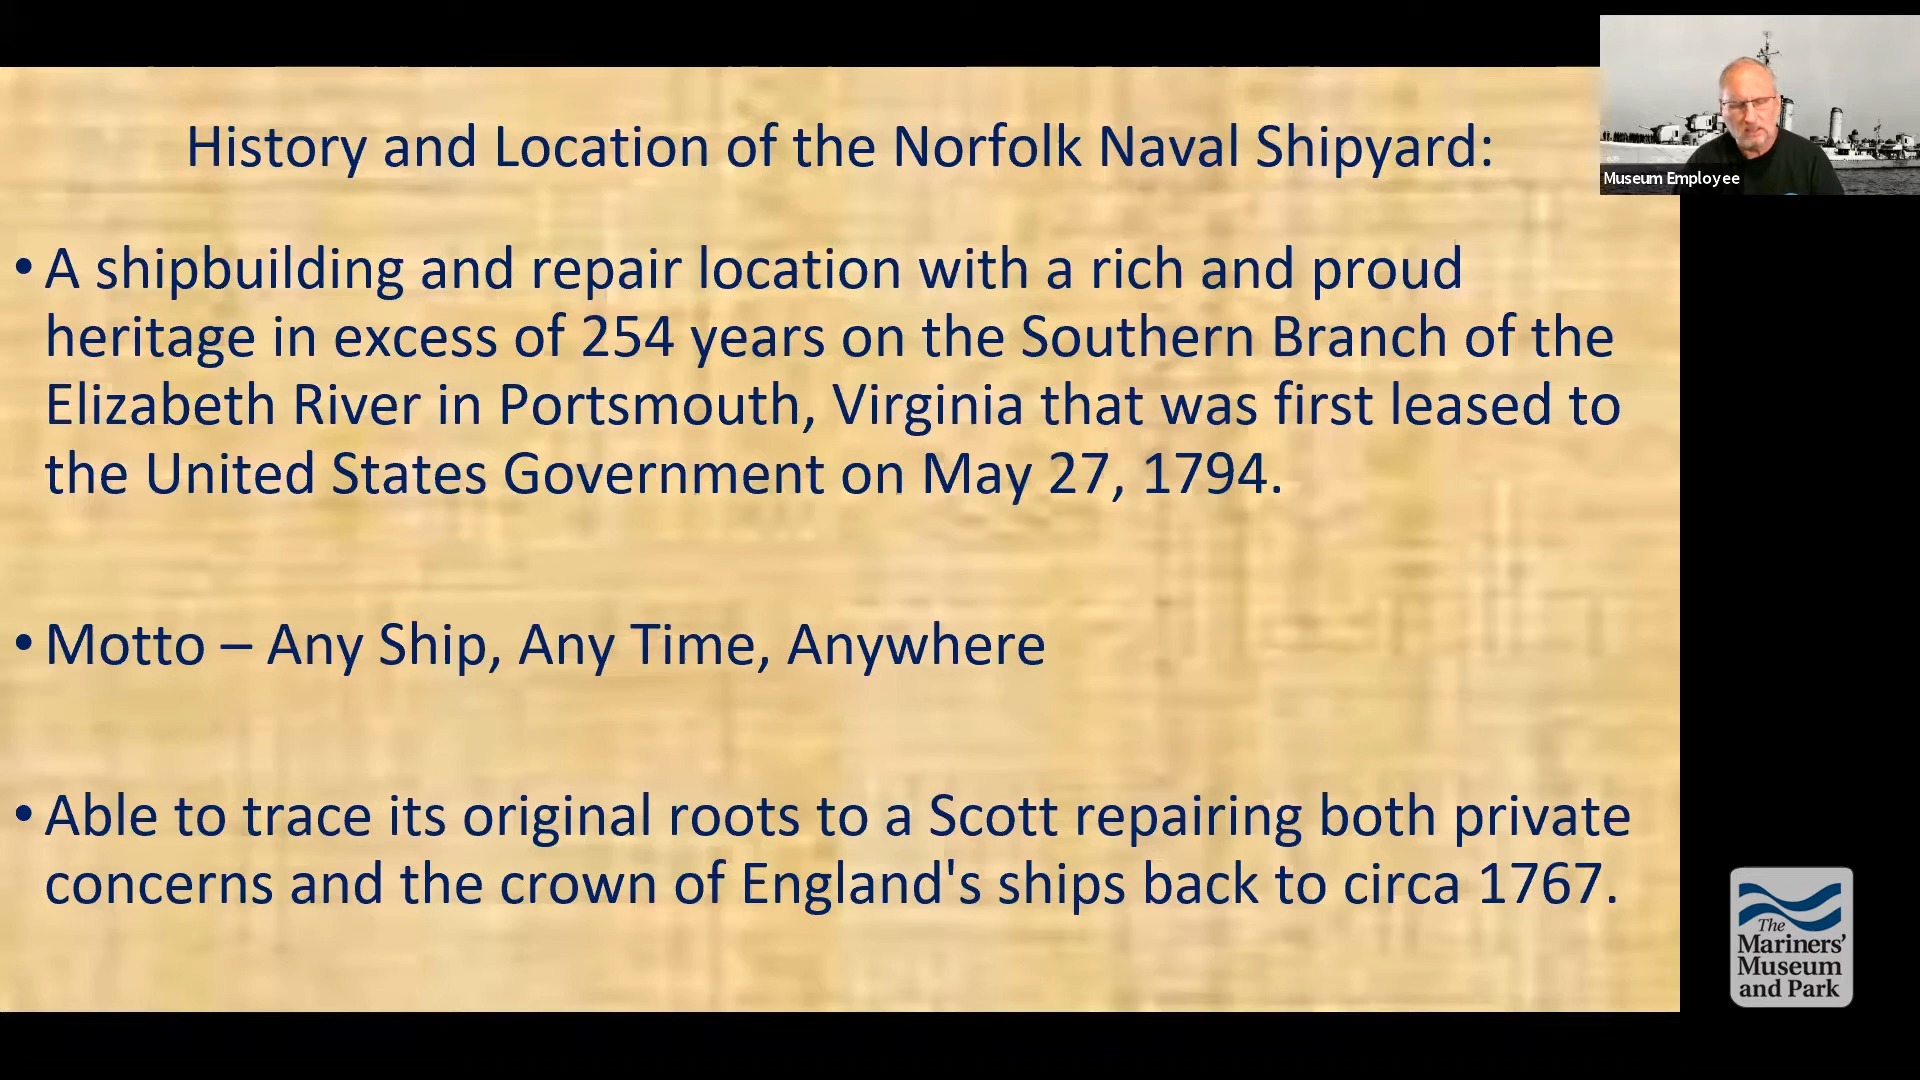 History and Location of the Norfolk Naval Shipyard:
Museum Employee
• A shipbuilding and repair location with a rich and proud
heritage in excess of 254 years on the Southern Branch of the
Elizabeth River in Portsmouth, Virginia that was first leased to
the United States Government on May 27, 1794.
• Motto – Any Ship, Any Time, Anywhere
• Able to trace its original roots to a Scott repairing both private
concerns and the crown of England's ships back to circa 1767.
The
Mariners'
Museum
and Park